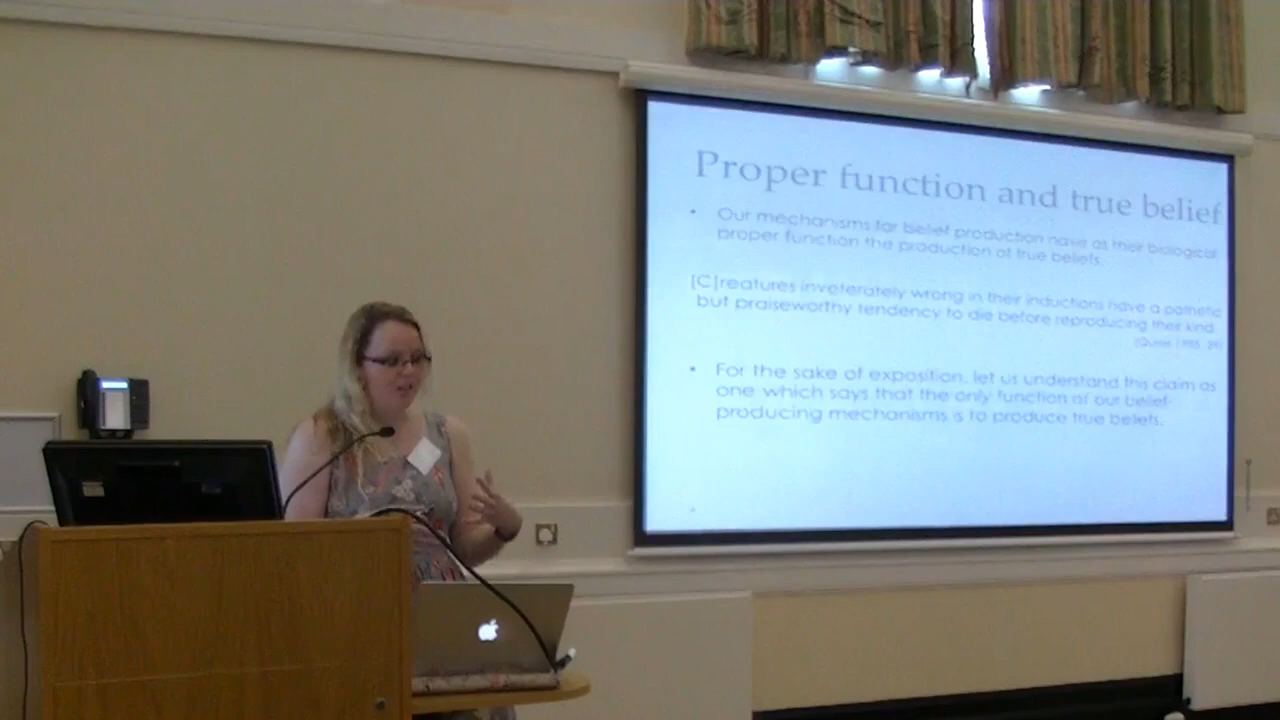 Proper function and true belief
• Our mechanisms for belief production have as their biological
proper function the production of true beliefs.
[C]reatures inveterately wrong in their inductions have a pathetic
but praiseworthy tendency to die before reproducing their kind.
(Quine
• For the sake of exposition, let us understand this claim as
one which says that the only function of our belief-
producing mechanisms is to produce true beliefs.